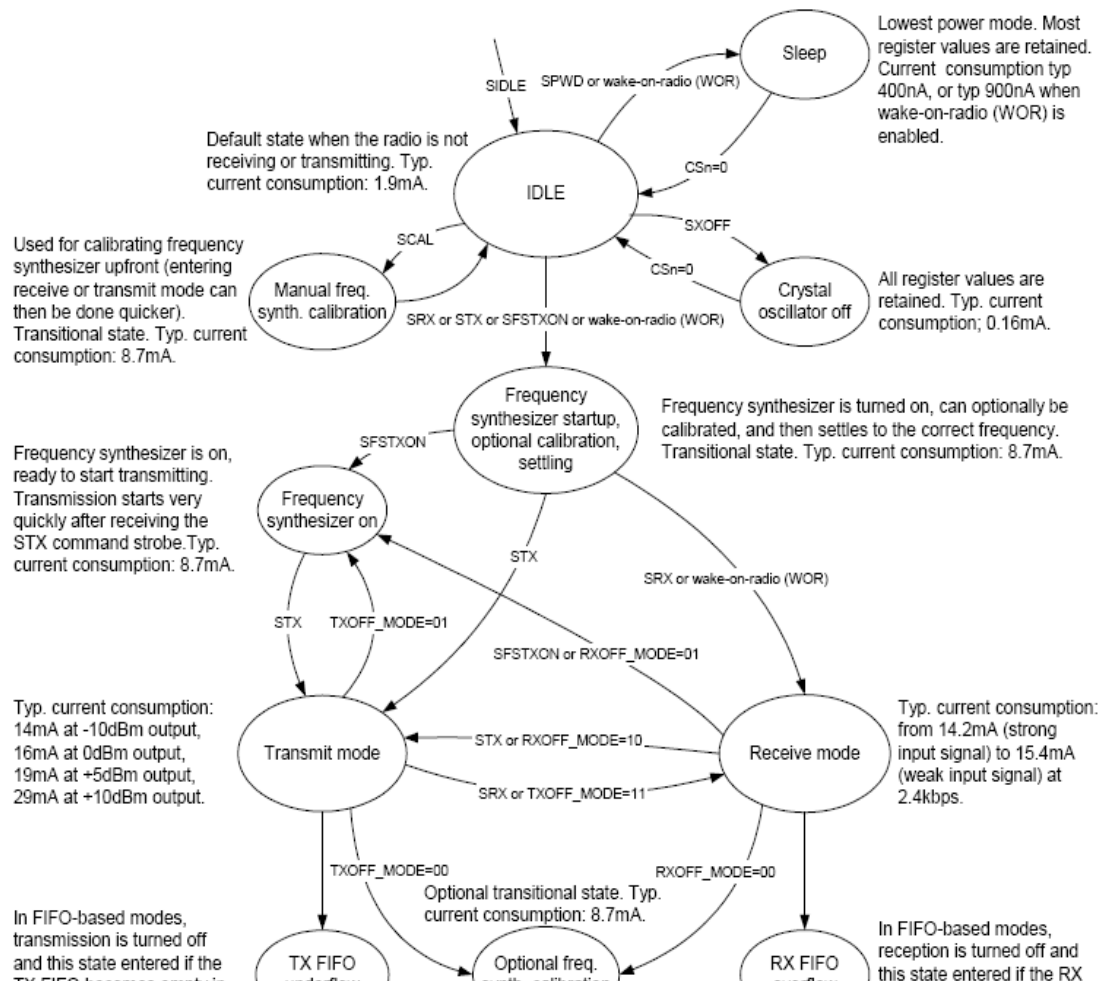 Lowest power mode. Most
register values are retained.
Current consumption typ
400nA, or typ 900nA when
wake-on-radio (WOR) is
enabled.
Sleep
SIDLE
SPWD or wake-on-radio (WOR)
CSn=0
Default state when the radio is not
receiving or transmitting. Typ.
current consumption: 1.9mA.
IDLE
SXOFF
SCAL
CSn=0
Used for calibrating frequency
synthesizer upfront (entering
receive or transmit mode can
then be done quicker).
Transitional state. Typ. current
consumption: 8.7mA.
Manual freq.
synth. calibration
SRX or STX or SFSTXON or wake-on-radio (WOR)
Crystal
oscillator off
All register values are
retained. Typ. current
consumption; 0.16mA.
Frequency
synthesizer startup,
optional calibration,
settling
Frequency synthesizer is turned on, can optionally be
calibrated, and then settles to the correct frequency.
Transitional state. Typ. current consumption: 8.7mA.
SFSTXON
Frequency synthesizer is on,
ready to start transmitting.
Transmission starts very
quickly after receiving the
STX command strobe.Typ.
current consumption: 8.7mA.
Frequency
synthesizer on
STX
SRX or wake-on-radio (WOR)
STX
TXOFF_MODE=01
SFSTXON or RXOFF_MODE=01
Typ. current consumption:
14mA at -10dBm output,
16mA at 0dBm output,
19mA at +5dBm output,
29mA at +10dBm output.
Transmit mode
STX or RXOFF_MODE=10
SRX or TXOFF_MODE=11
Receive mode
Typ. current consumption:
from 14.2mA (strong
input signal) to 15.4mA
(weak input signal) at
2.4kbps.
TXOFF_MODE=00
RXOFF_MODE=00
Optional transitional state. Typ.
current consumption: 8.7mA.
In FIFO-based modes,
transmission is turned off
and this state entered if the
TX FIFO becomes empty in
TX FIFO
Optional freq.
synth. calibration
RX FIFO
In FIFO-based modes,
reception is turned off and
this state entered if the RX